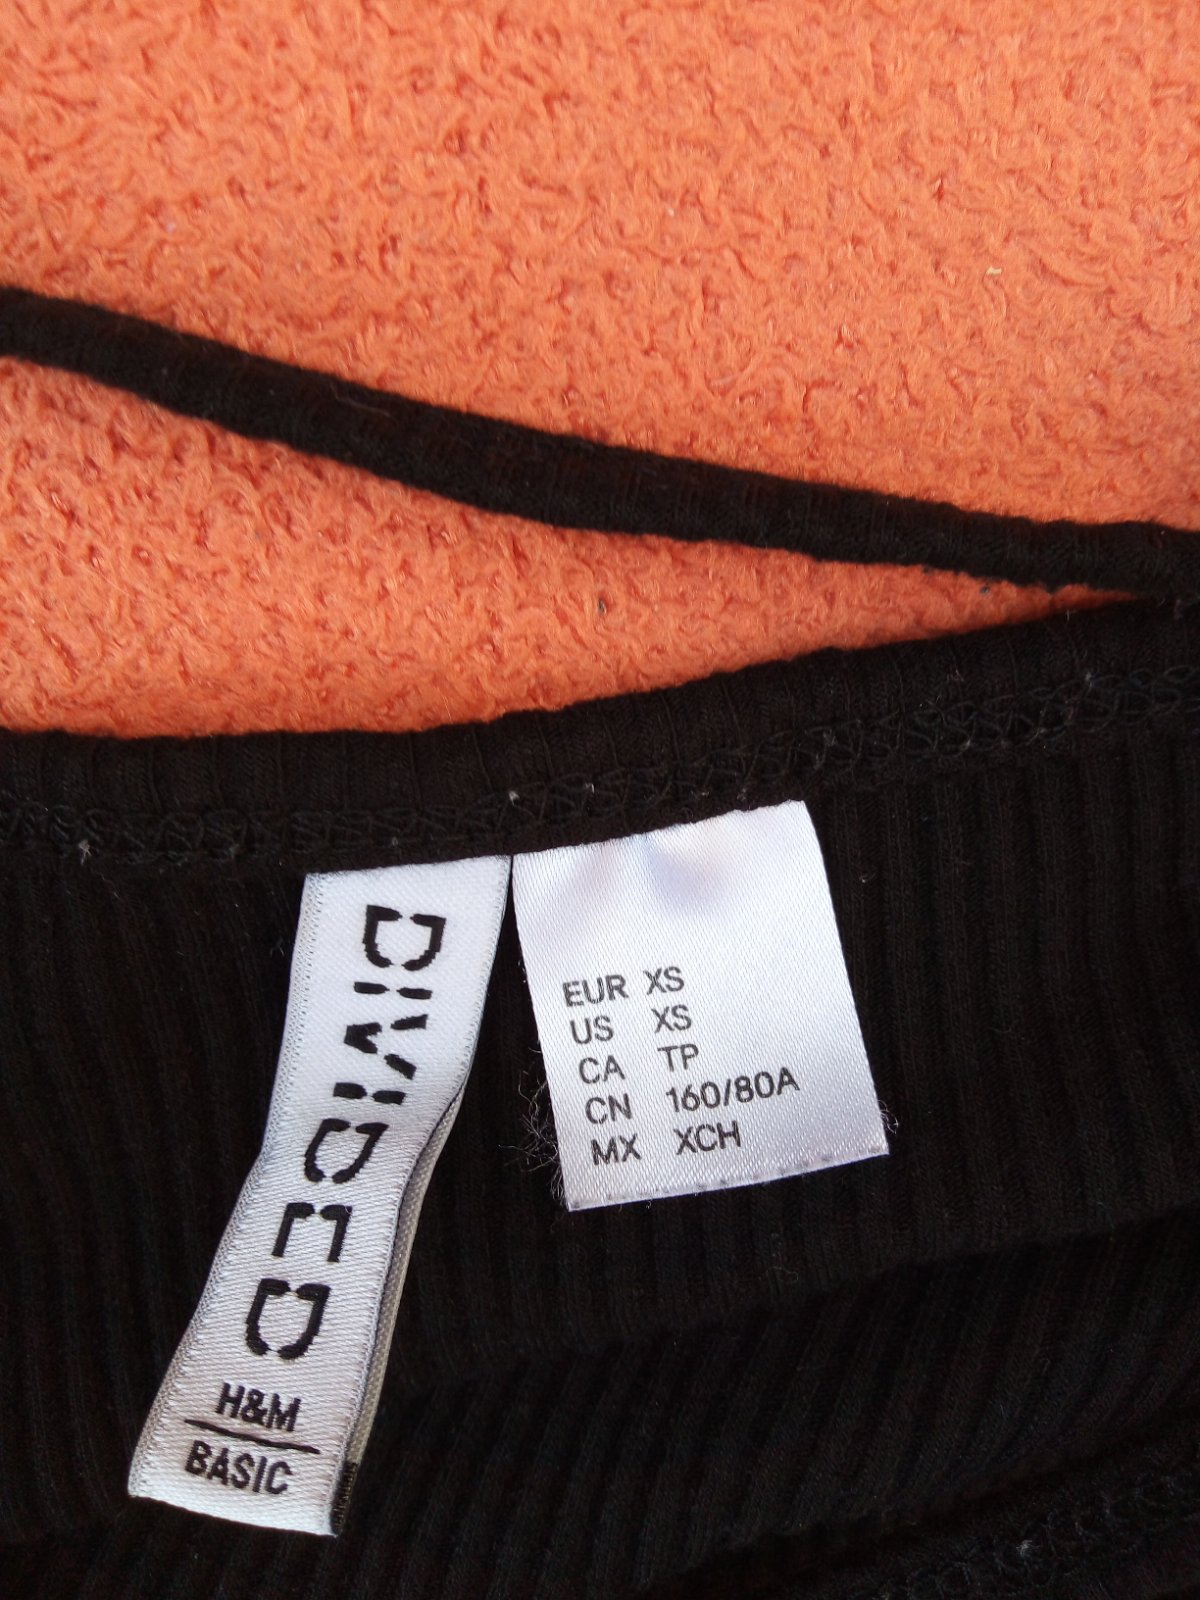 DIVIDED
H&M
BASIC
EUR XS
US XS
CA TP
CN 160/80A
MX XCH